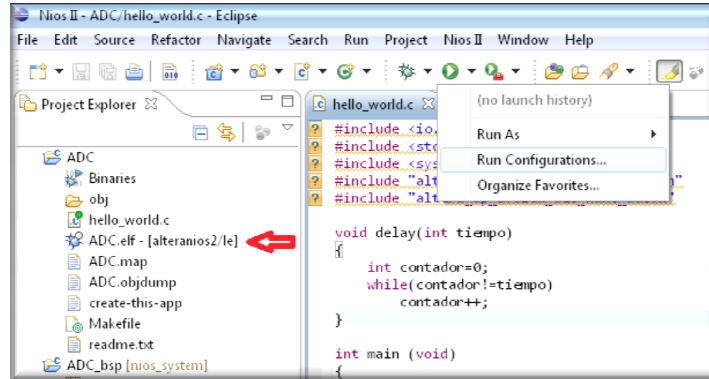 Nios II - ADC/hello_world.c - Eclipse
File Edit Source Refactor Navigate Search Run Project Nios II Window Help
Project Explorer
ADC
Binaries
obj
hello_world.c
ADC.elf - [alteranios2/le]
ADC.map
ADC.objdump
create-this-app
Makefile
readme.txt
ADC_bsp [nios_system]
hello_world.c
#include <io.
#include <st
#include <sys
#include "alt
#include "alt
void delay(int tiempo)
{
int contador=0;
while(contador!=tiempo)
contador++;
}
int main (void)
{
(no launch history)
Run As
Run Configurations...
Organize Favorites...